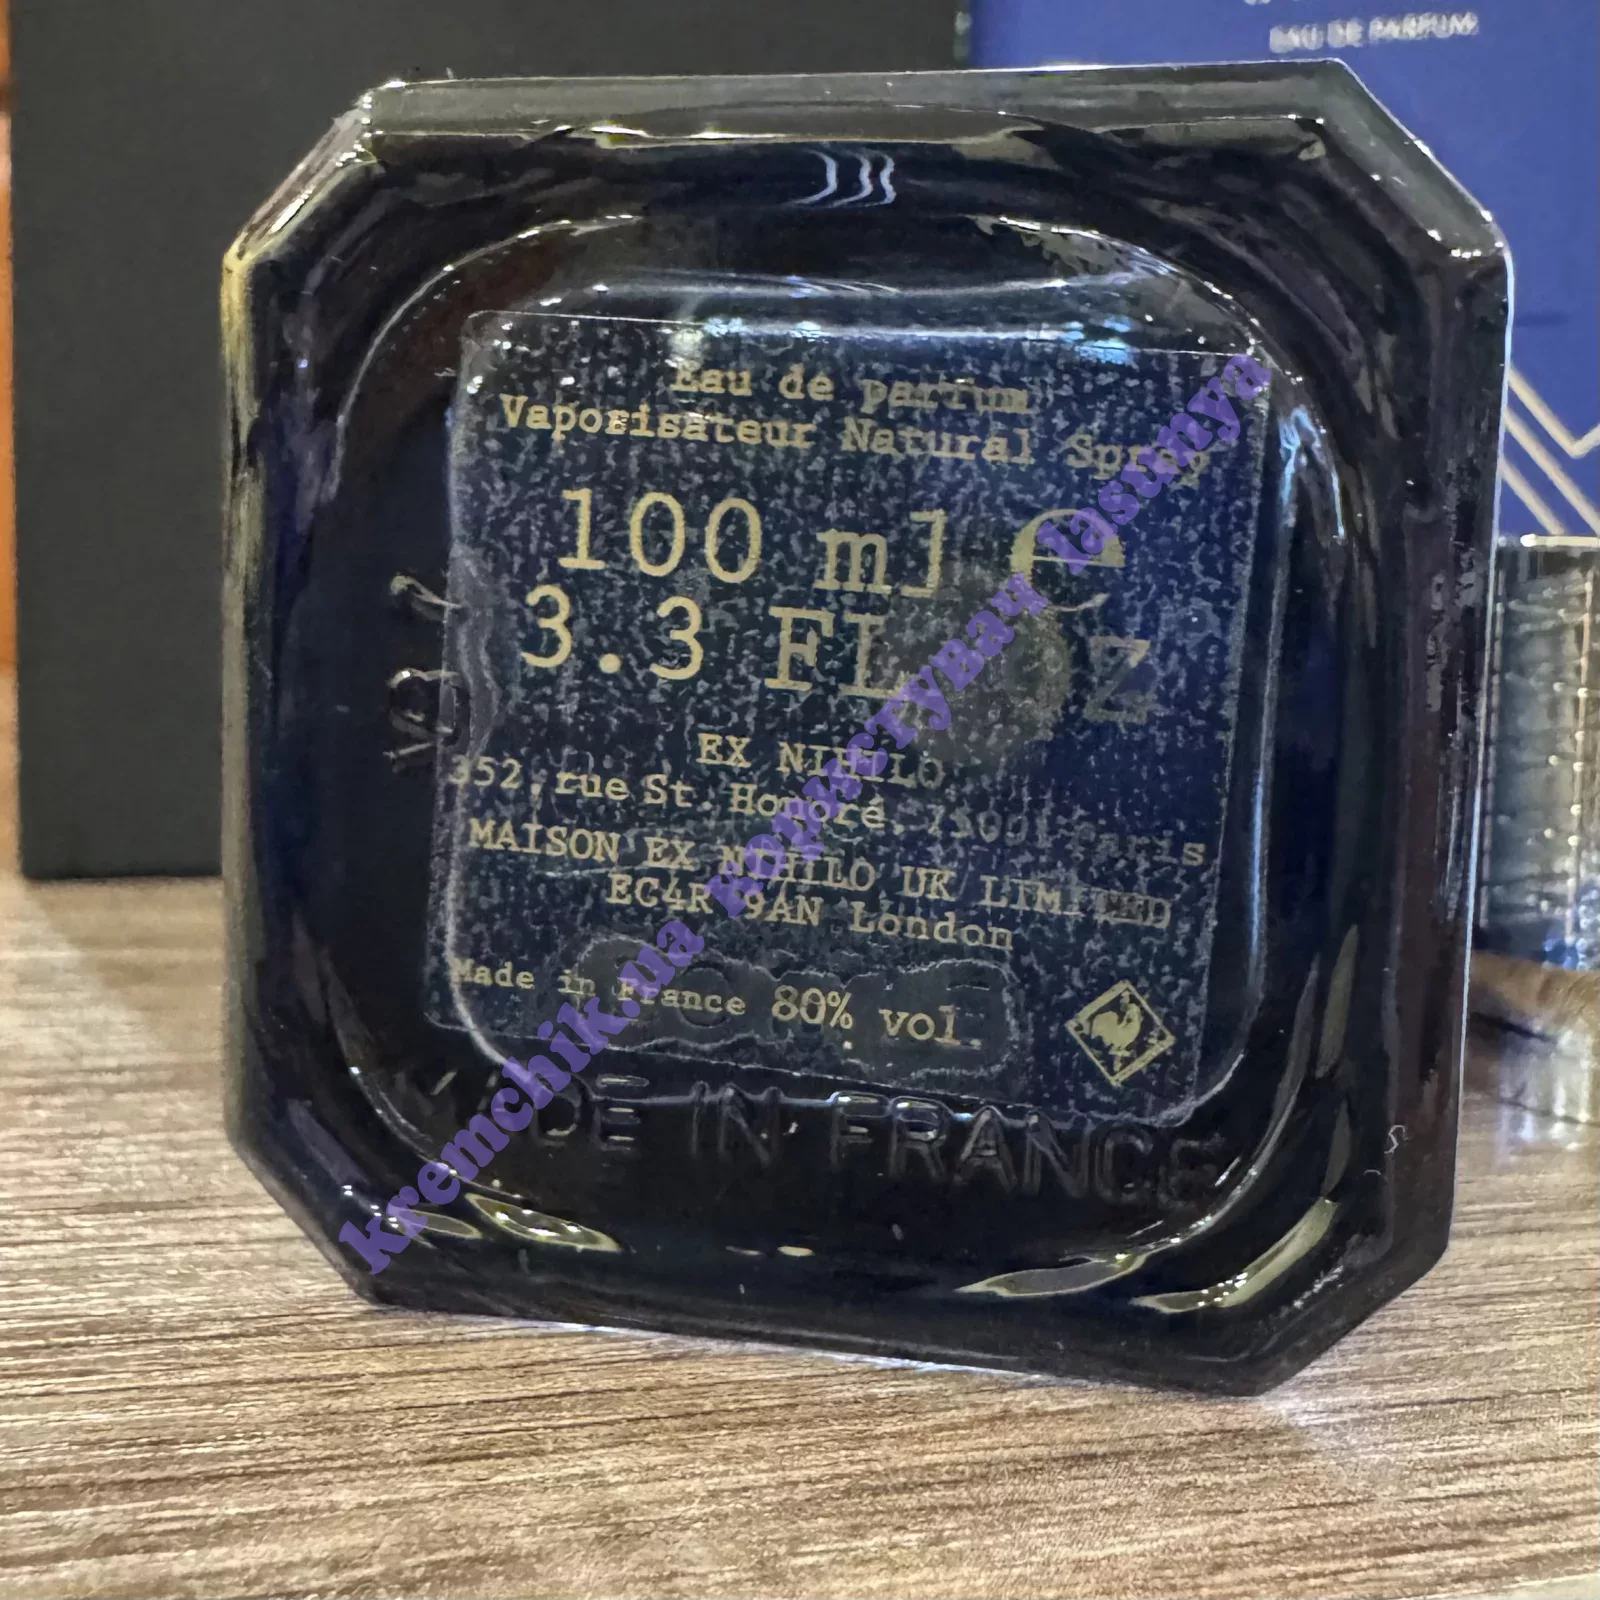 EAU DE PARFUM
Eau de parfum
Vaporisateur Natural Spray
100 ml e
3.3 FL OZ
EX NIHILO
352, rue St. Honoré, 75001 Paris
MAISON EX NIHILO UK LIMITED
EC4R 9AN London
Made in France 80% vol.
MADE IN FRANCE
kremchik.ua користувач lasunya